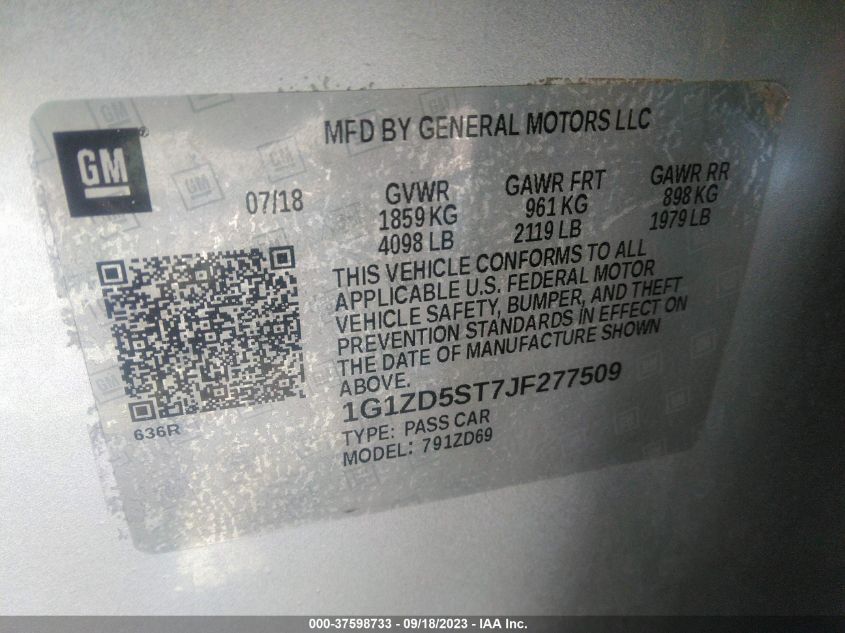 GM
MFD BY GENERAL MOTORS LLC
07/18
GVWR GAWR FRT GAWR RR
1859 KG 961 KG 898 KG
4098 LB 2119 LB 1979 LB
THIS VEHICLE CONFORMS TO ALL
APPLICABLE U.S. FEDERAL MOTOR
VEHICLE SAFETY, BUMPER, AND THEFT
PREVENTION STANDARDS IN EFFECT ON
THE DATE OF MANUFACTURE SHOWN
ABOVE.
1G1ZD5ST7JF277509
636R
TYPE: PASS CAR
MODEL: 791ZD69
000-37598733 - 09/18/2023 - IAA Inc.